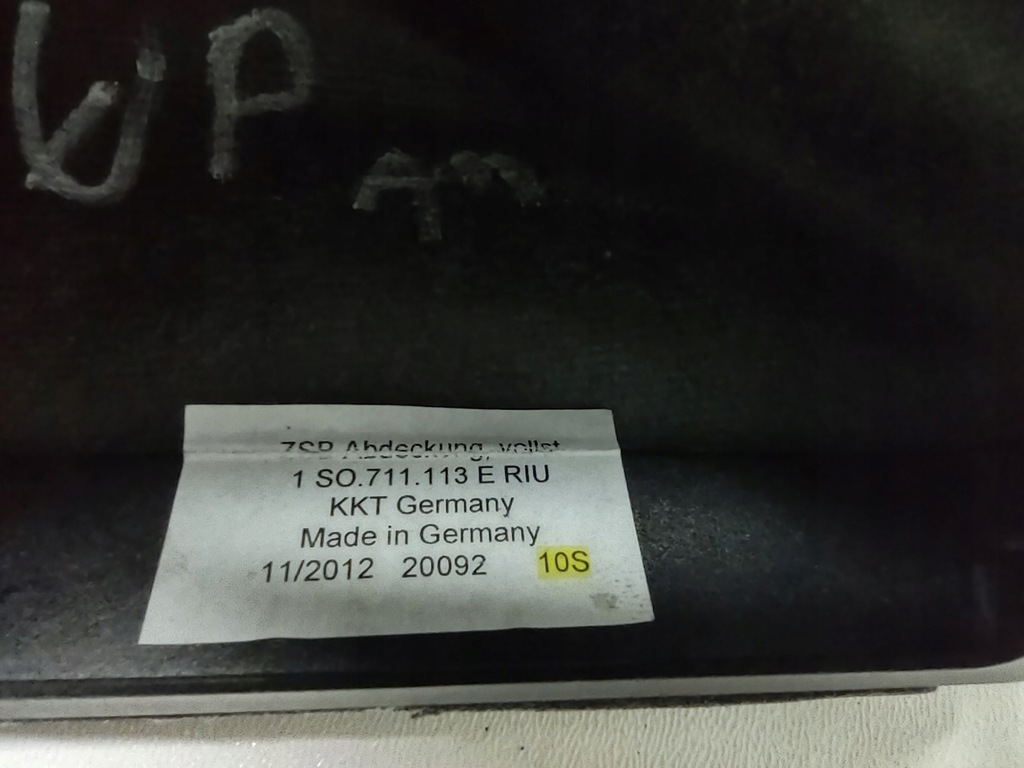 UP
ZSB Abdeckung, vollst
1 SO.711.113 E RIU
KKT Germany
Made in Germany
11/2012 20092 10S